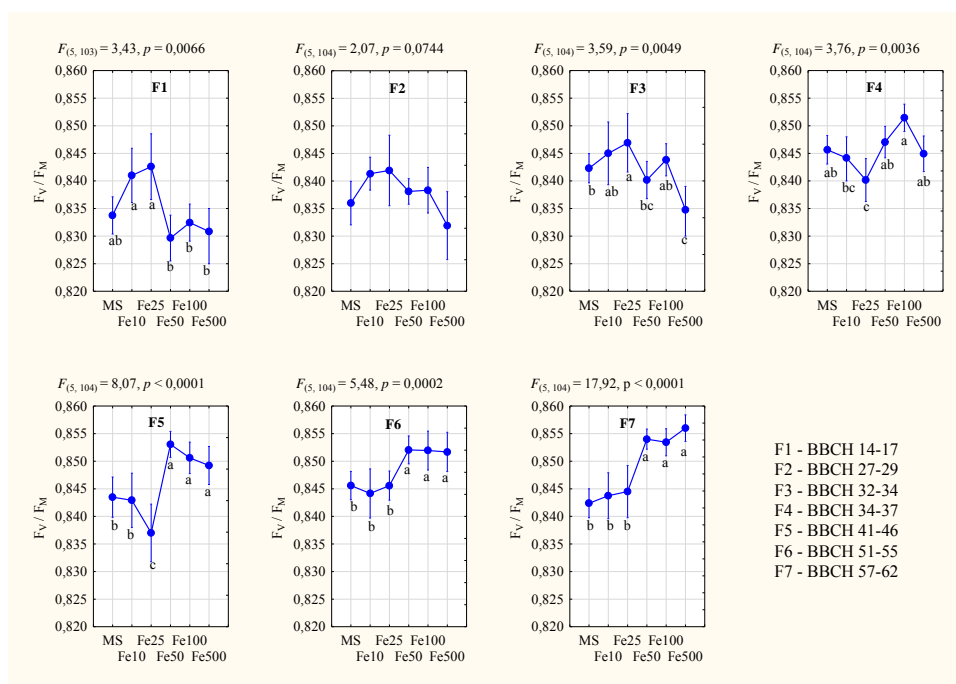 F(5, 103) = 3,43, p = 0,0066
F1
0,860
0,855
0,850
0,845
0,840
0,835
0,830
0,825
0,820
FV / FM
a
a
ab
b
b
b
MS Fe25 Fe100
Fe10 Fe50 Fe500
F(5, 104) = 2,07, p = 0,0744
F2
0,860
0,855
0,850
0,845
0,840
0,835
0,830
0,825
0,820
FV /FM
MS Fe25 Fe100
Fe10 Fe50 Fe500
F(5, 104) = 3,59, p = 0,0049
F3
0,860
0,855
0,850
0,845
0,840
0,835
0,830
0,825
0,820
FV / FM
b ab a bc ab c
MS Fe25 Fe100
Fe10 Fe50 Fe500
F(5, 104) = 3,76, p = 0,0036
F4
0,860
0,855
0,850
0,845
0,840
0,835
0,830
0,825
0,820
FV / FM
ab bc c ab a ab
MS Fe25 Fe100
Fe10 Fe50 Fe500
F(5, 104) = 8,07, p < 0,0001
F5
0,860
0,855
0,850
0,845
0,840
0,835
0,830
0,825
0,820
FV / FM
b b c a a a
MS Fe25 Fe100
Fe10 Fe50 Fe500
F(5, 104) = 5,48, p = 0,0002
F6
0,860
0,855
0,850
0,845
0,840
0,835
0,830
0,825
0,820
FV / FM
b b b a a a
MS Fe25 Fe100
Fe10 Fe50 Fe500
F(5, 104) = 17,92, p < 0,0001
F7
0,860
0,855
0,850
0,845
0,840
0,835
0,830
0,825
0,820
FV / FM
b b b a a a
MS Fe25 Fe100
Fe10 Fe50 Fe500
F1 - BBCH 14-17
F2 - BBCH 27-29
F3 - BBCH 32-34
F4 - BBCH 34-37
F5 - BBCH 41-46
F6 - BBCH 51-55
F7 - BBCH 57-62